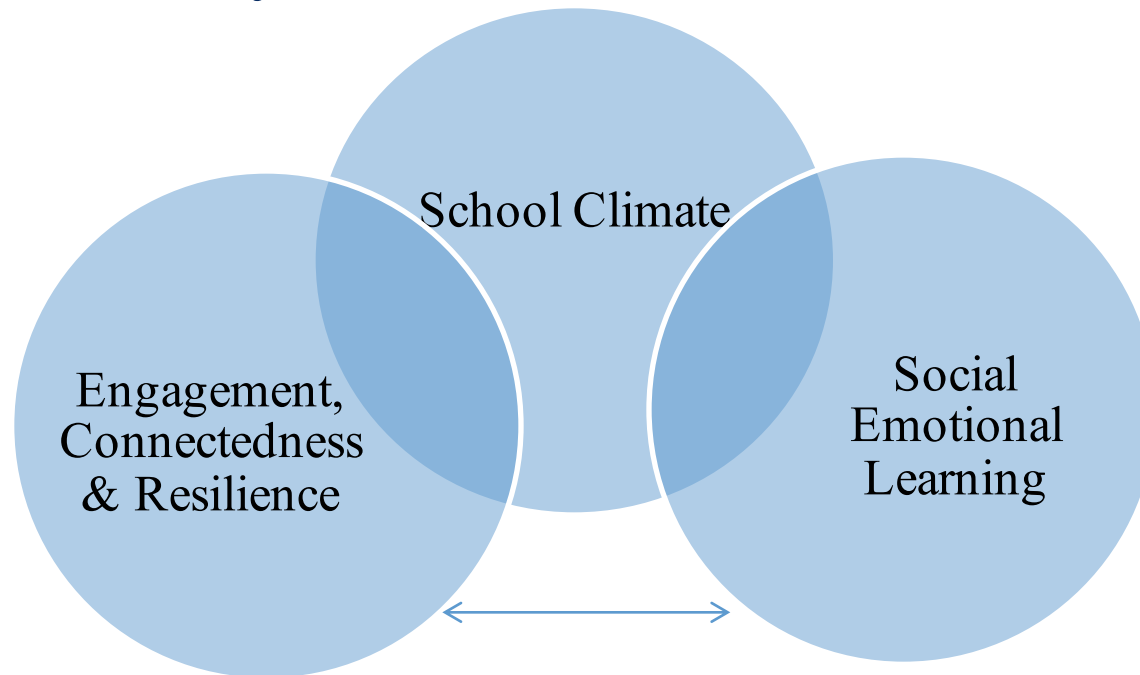 School Climate
Engagement,
Connectedness
& Resilience
Social
Emotional
Learning